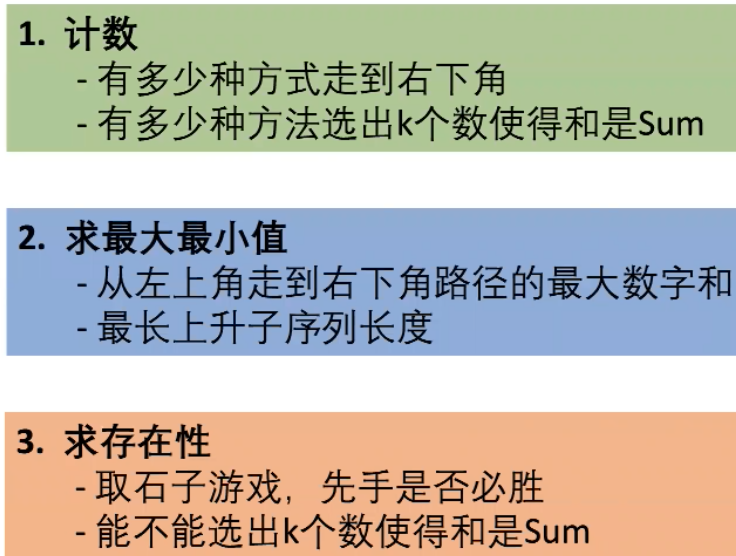 1. 计数
- 有多少种方式走到右下角
- 有多少种方法选出k个数使得和是Sum
2. 求最大最小值
- 从左上角走到右下角路径的最大数字和
- 最长上升子序列长度
3. 求存在性
- 取石子游戏，先手是否必胜
- 能不能选出k个数使得和是Sum